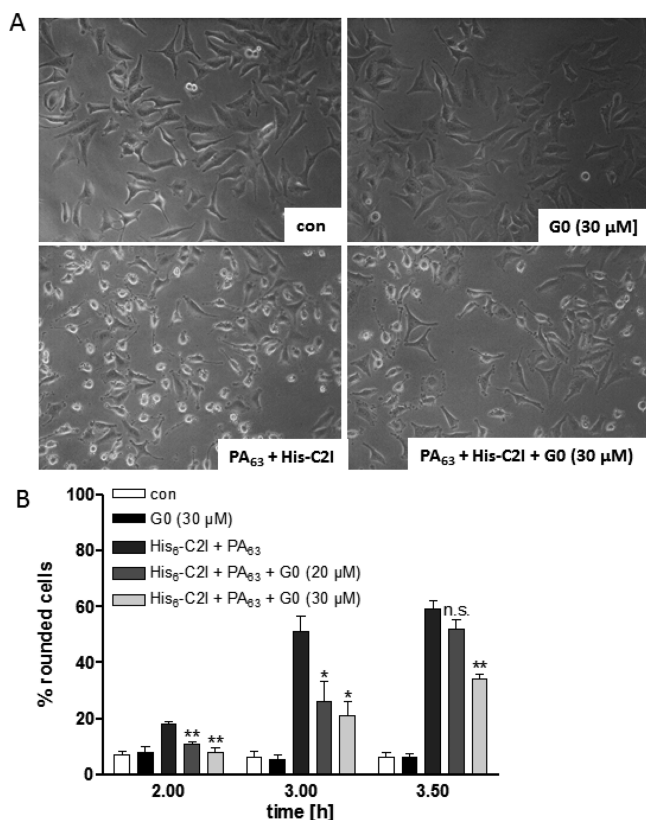 A
con
G0 (30 µM]
PA63 + His-C2I
PA63 + His-C2I + G0 (30 µM)
B
100
80
60
40
20
0
% rounded cells
con
G0 (30 µM)
His6-C2I + PA63
His6-C2I + PA63 + G0 (20 µM)
His6-C2I + PA63 + G0 (30 µM)
** **
* *
n.s.
**
2.00 3.00 3.50
time [h]